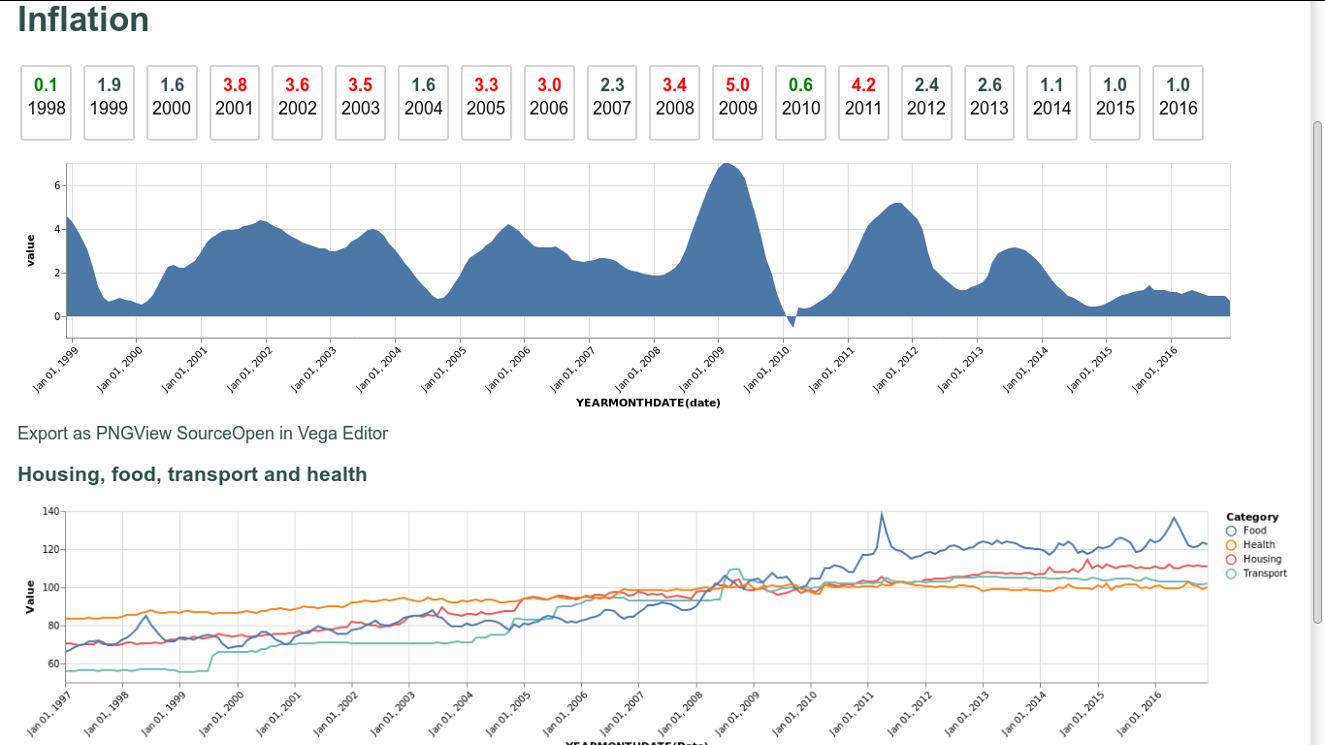 Inflation
0.1 1.9 1.6 3.8 3.6 3.5 1.6 3.3 3.0 2.3 3.4 5.0 0.6 4.2 2.4 2.6 1.1 1.0 1.0
1998 1999 2000 2001 2002 2003 2004 2005 2006 2007 2008 2009 2010 2011 2012 2013 2014 2015 2016
6
4
2
0
value
Jan 01, 1999 Jan 01, 2000 Jan 01, 2001 Jan 01, 2002 Jan 01, 2003 Jan 01, 2004 Jan 01, 2005 Jan 01, 2006 Jan 01, 2007 Jan 01, 2008 Jan 01, 2009 Jan 01, 2010 Jan 01, 2011 Jan 01, 2012 Jan 01, 2013 Jan 01, 2014 Jan 01, 2015 Jan 01, 2016
YEARMONTHDATE(date)
Export as PNGView SourceOpen in Vega Editor
Housing, food, transport and health
140
120
100
80
60
Value
Category
Food
Health
Housing
Transport
Jan 01, 1997 Jan 01, 1998 Jan 01, 1999 Jan 01, 2000 Jan 01, 2001 Jan 01, 2002 Jan 01, 2003 Jan 01, 2004 Jan 01, 2005 Jan 01, 2006 Jan 01, 2007 Jan 01, 2008 Jan 01, 2009 Jan 01, 2010 Jan 01, 2011 Jan 01, 2012 Jan 01, 2013 Jan 01, 2014 Jan 01, 2015 Jan 01, 2016
YEARMONTHDATE(Date)